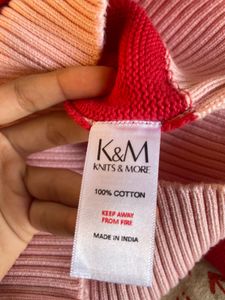 K&M
KNITS & MORE
100% COTTON
KEEP AWAY
FROM FIRE
MADE IN INDIA